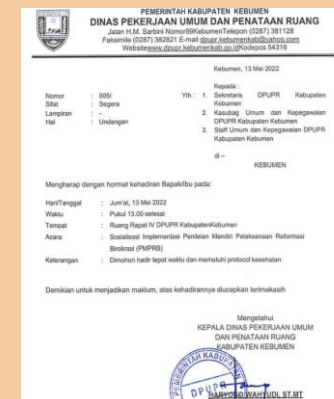 PEMERINTAH KABUPATEN KEBUMEN
DINAS PEKERJAAN UMUM DAN PENATAAN RUANG
Jalan H.M. Sarbini Nomor99KebumenTelepon (0287) 381128
Faksimile (0287) 382821 E-mail dpupr.kebumenkab@yahoo.com
Websitewww.dpupr.kebumenkab.go.idKodepos 54316
Kebumen, 13 Mei 2022
Kepada :
Nomor : 005/
Sifat : Segera
Lampiran : -
Hal : Undangan
Yth : 1. Sekretaris DPUPR Kabupaten
Kebumen
2. Kasubag Umum dan Kepegawaian
DPUPR Kabupaten Kebumen
3. Staff Umum dan Kepegawaian DPUPR
Kabupaten Kebumen
di –
KEBUMEN
Mengharap dengan hormat kehadiran Bapak/Ibu pada:
Hari/Tanggal : Jum'at, 13 Mei 2022
Waktu : Pukul 13.00-selesai
Tempat : Ruang Rapat IV DPUPR KabupatenKebumen
Acara : Sosialisasi Implementasi Penilaian Mandiri Pelaksanaan Reformasi
Birokrasi (PMPRB)
Keterangan : Dimohon hadir tepat waktu dan mematuhi protocol kesehatan
Demikian untuk menjadikan maklum, atas kehadirannya diucapkan terimakasih
Mengetahui
KEPALA DINAS PEKERJAAN UMUM
DAN PENATAAN RUANG
KABUPATEN KEBUMEN
DPUPR
HARYONO WAHYUDI, ST.MT